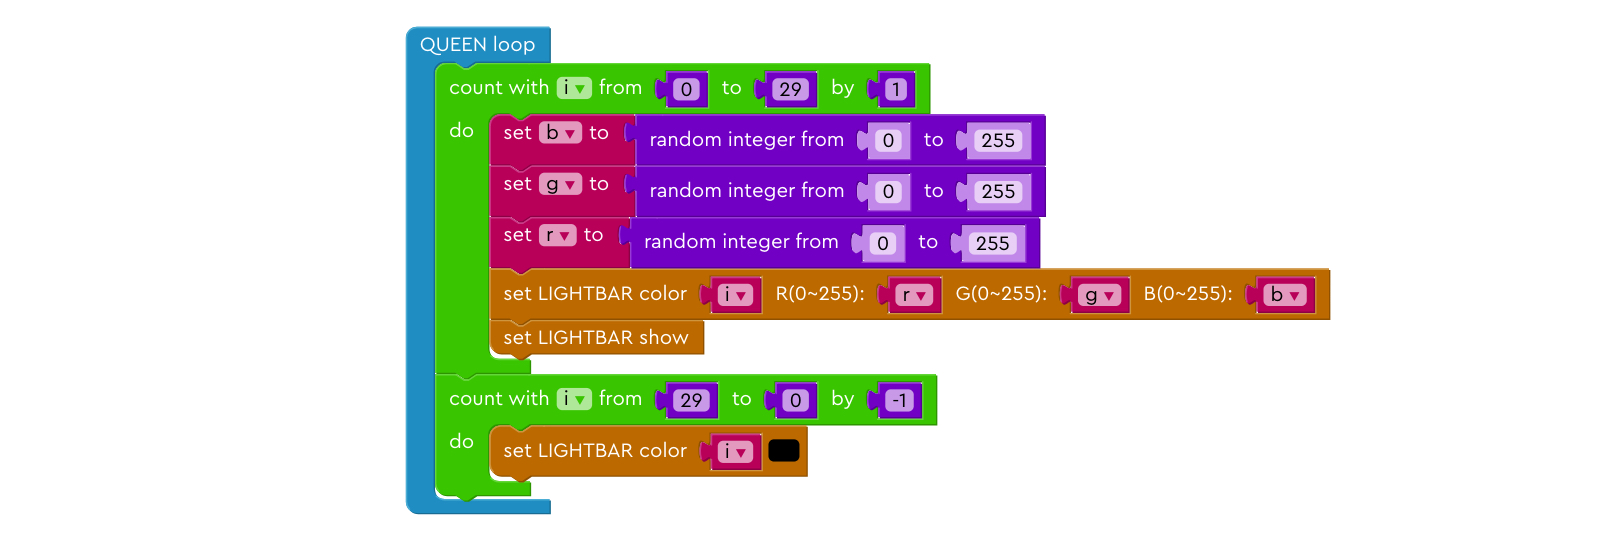 QUEEN loop
count with i ▾ from 0 to 29 by 1
do
set b ▾ to random integer from 0 to 255
set g ▾ to random integer from 0 to 255
set r ▾ to random integer from 0 to 255
set LIGHTBAR color i ▾ R(0~255): r ▾ G(0~255): g ▾ B(0~255): b ▾
set LIGHTBAR show
count with i ▾ from 29 to 0 by -1
do
set LIGHTBAR color i ▾